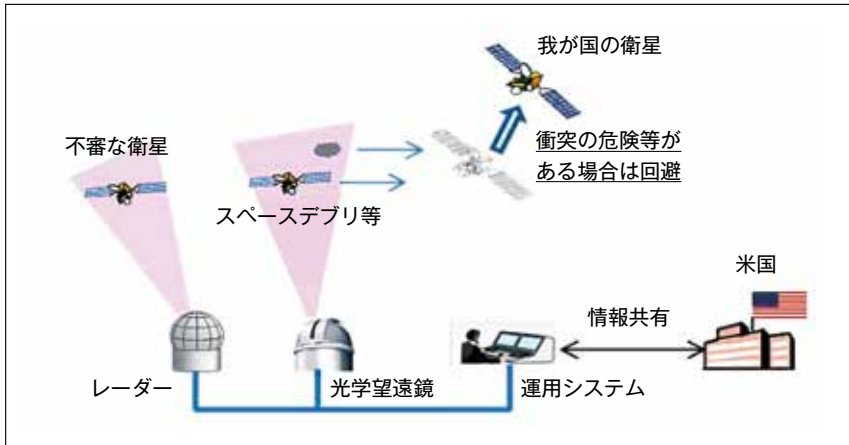 我が国の衛星
不審な衛星
衝突の危険等が
ある場合は回避
スペースデブリ等
米国
情報共有
レーダー
光学望遠鏡
運用システム